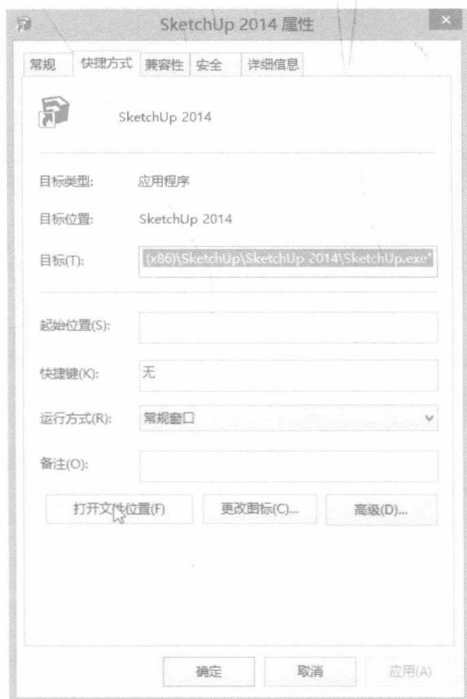 SketchUp 2014 属性
常规 快捷方式 兼容性 安全 详细信息
SketchUp 2014
目标类型: 应用程序
目标位置: SketchUp 2014
目标(T): (x86)\SketchUp\SketchUp 2014\SketchUp.exe"
起始位置(S):
快捷键(K): 无
运行方式(R): 常规窗口
备注(O):
打开文件位置(F) 更改图标(C)... 高级(D)...
确定 取消 应用(A)